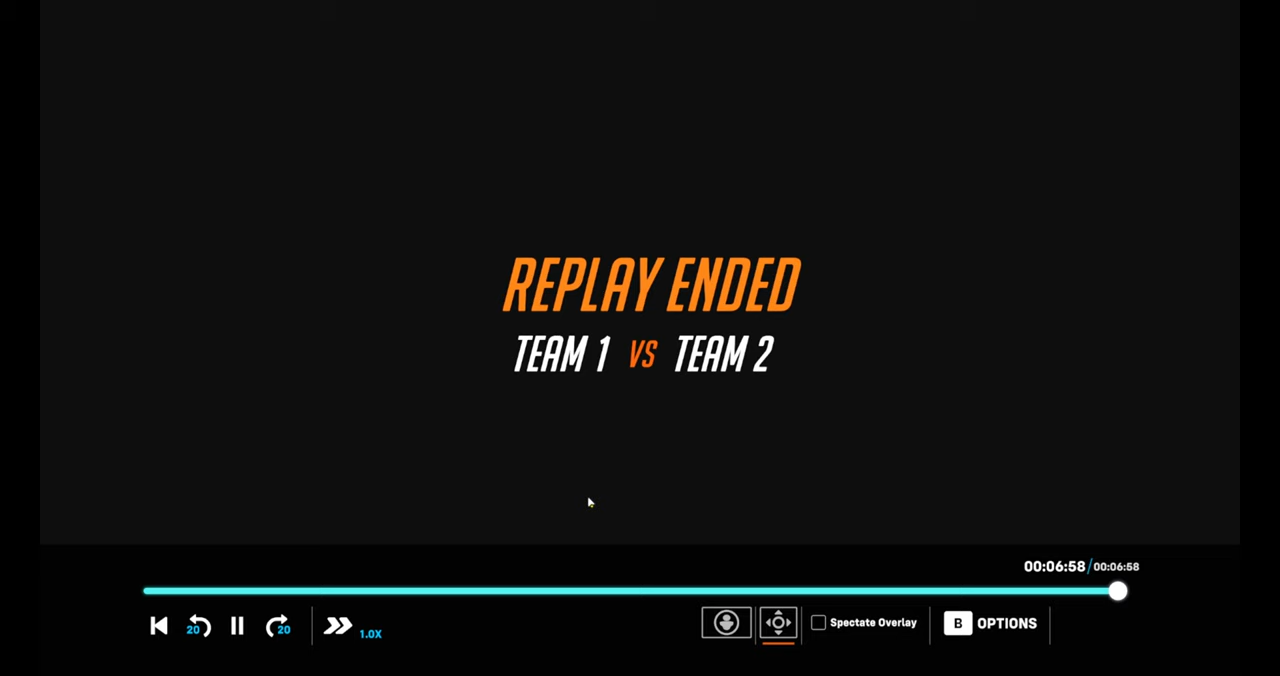 REPLAY ENDED
TEAM 1 VS TEAM 2
00:06:58/00:06:58
20 20 1.0X Spectate Overlay B OPTIONS